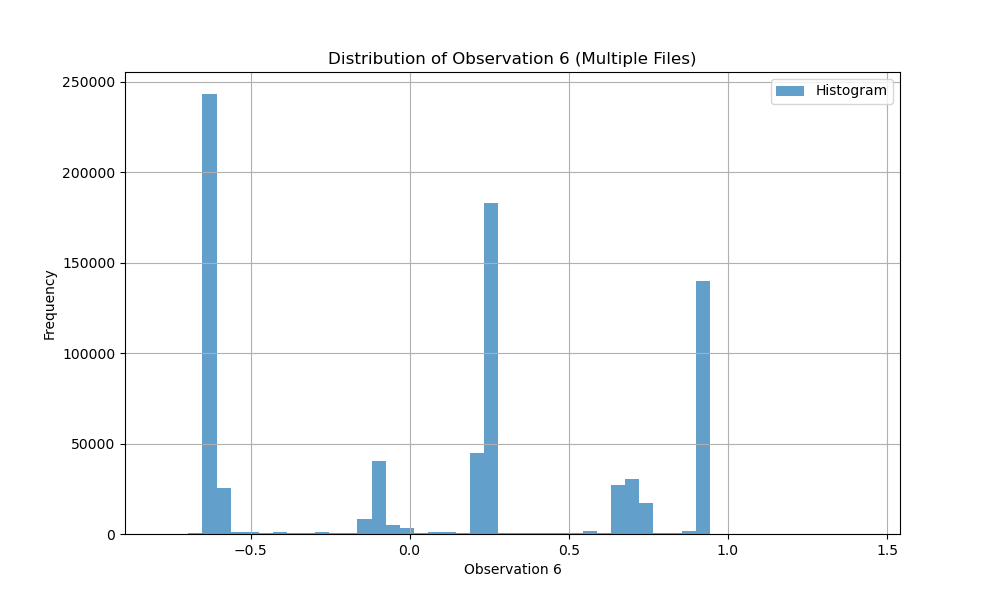 Distribution of Observation 6 (Multiple Files)
Histogram
250000
200000
150000
100000
50000
0
Frequency
−0.5
0.0
0.5
1.0
1.5
Observation 6